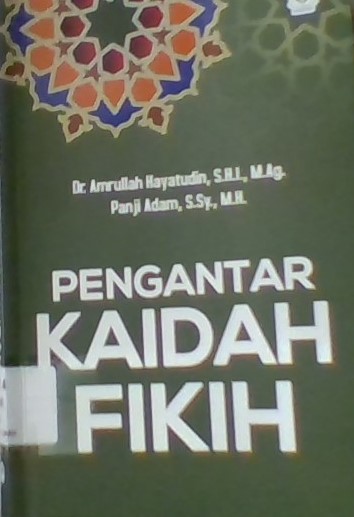 Dr. Amrullah Hayatudin, S.H.I., M.Ag.
Panji Adam, S.Sy., M.H.
PENGANTAR
KAIDAH
FIKIH